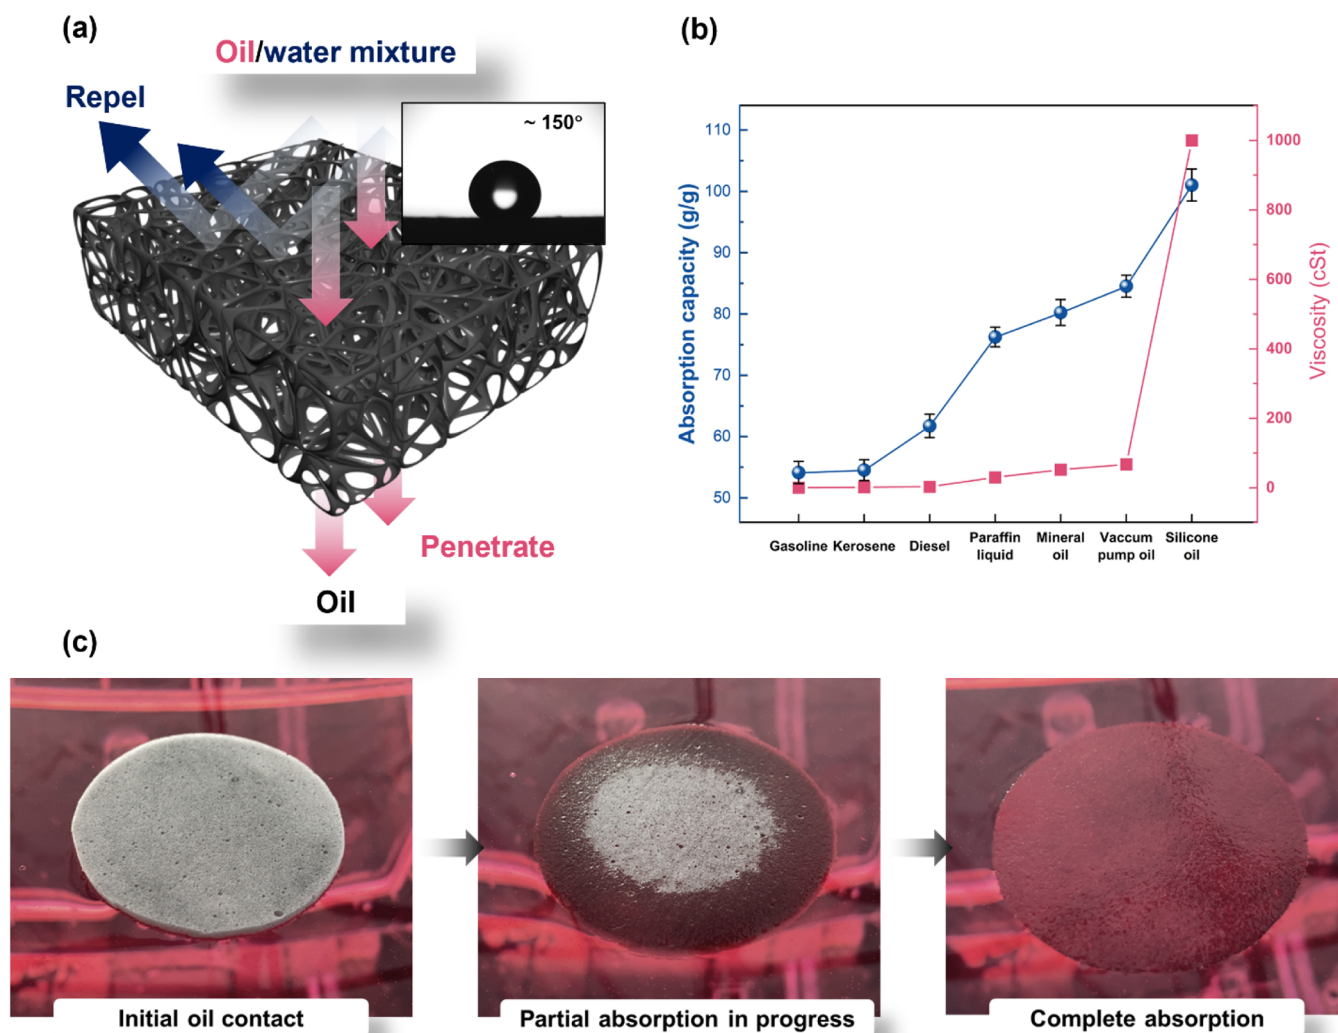 (a)
Oil/water mixture
Repel
~ 150°
Penetrate
Oil
(b)
Absorption capacity (g/g)
110
100
90
80
70
60
50
Viscosity (cSt)
1000
800
600
400
200
0
Gasoline Kerosene Diesel Paraffin Mineral Vaccum Silicone
liquid oil pump oil oil
(c)
Initial oil contact
Partial absorption in progress
Complete absorption